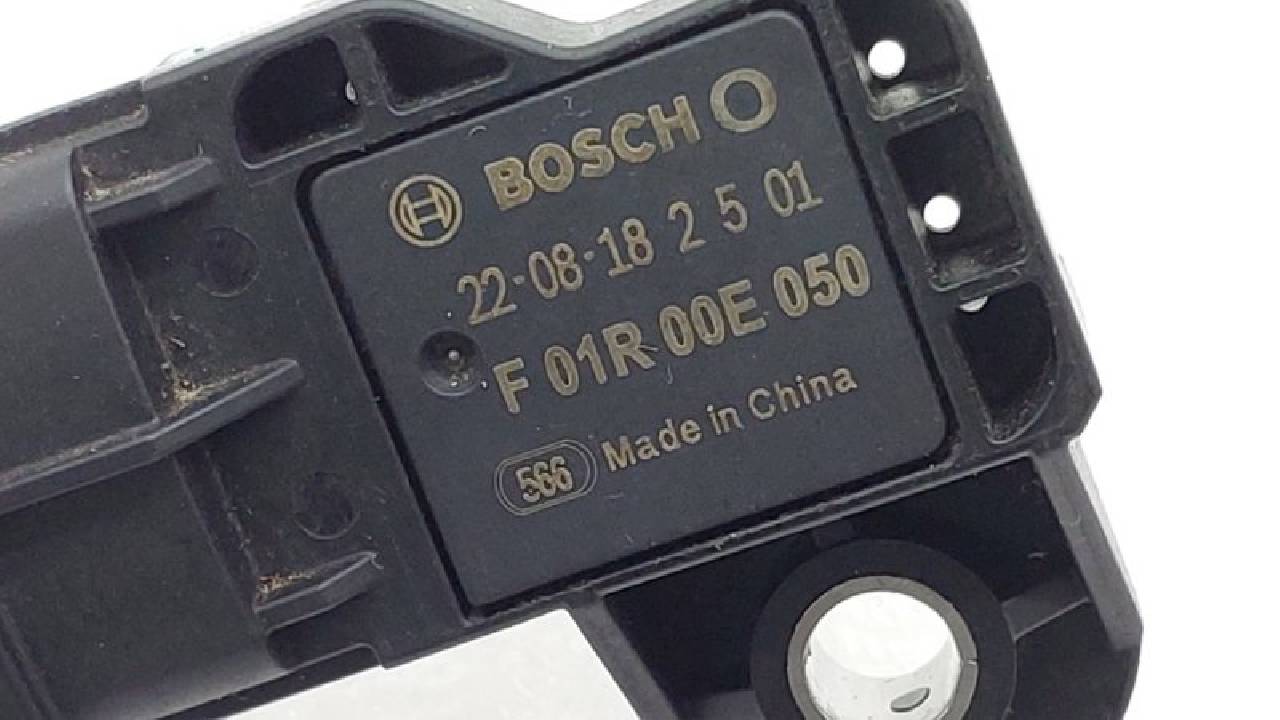 BOSCH
22-08-18 2 5 01
F 01R 00E 050
566 Made in China